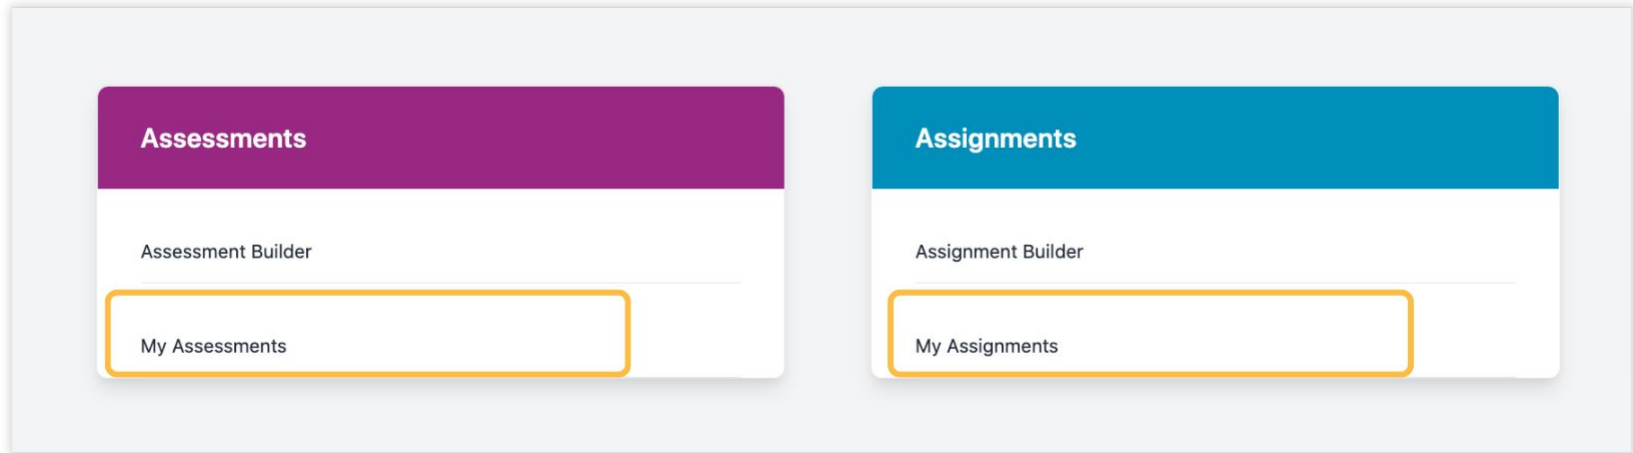 Assessments
Assessment Builder
My Assessments
Assignments
Assignment Builder
My Assignments